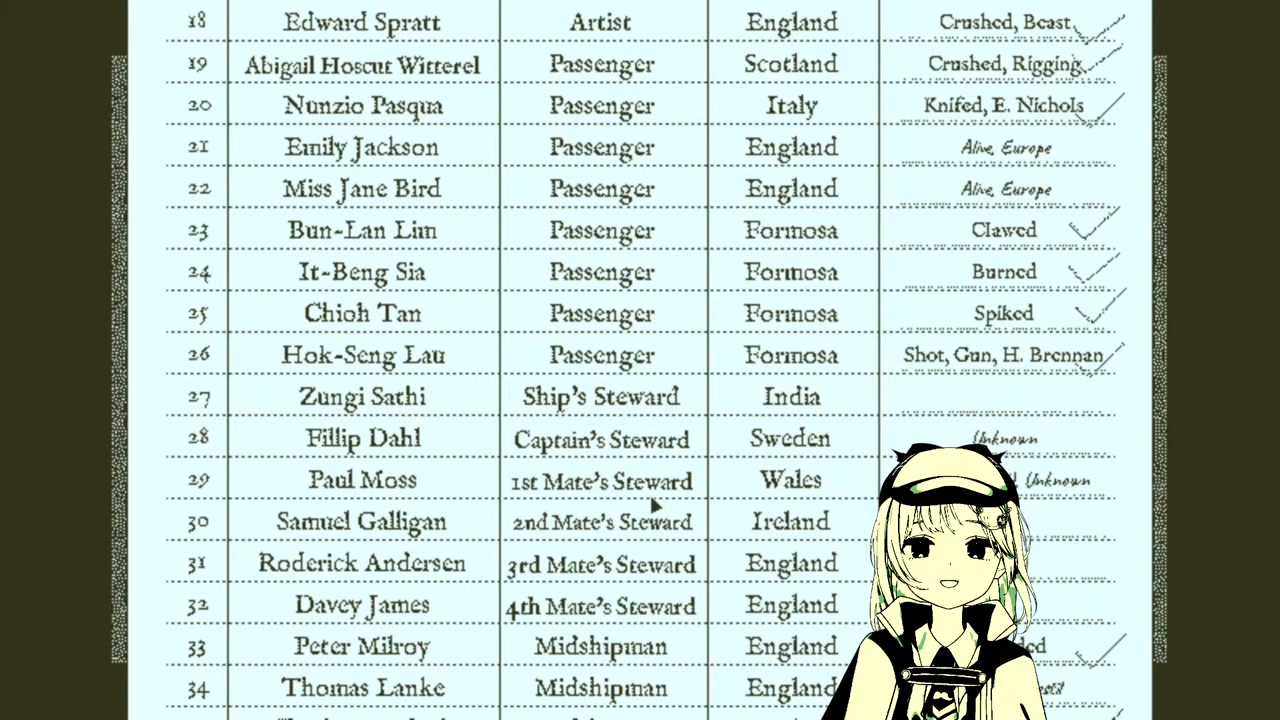 18 Edward Spratt Artist England Crushed, Beast
19 Abigail Hoscut Witterel Passenger Scotland Crushed, Rigging
20 Nunzio Pasqua Passenger Italy Knifed, E. Nichols
21 Emily Jackson Passenger England Alive, Europe
22 Miss Jane Bird Passenger England Alive, Europe
23 Bun-Lan Lim Passenger Formosa Clawed
24 It-Beng Sia Passenger Formosa Burned
25 Chioh Tan Passenger Formosa Spiked
26 Hok-Seng Lau Passenger Formosa Shot, Gun, H. Brennan
27 Zungi Sathi Ship's Steward India
28 Fillip Dahl Captain's Steward Sweden Unknown
29 Paul Moss 1st Mate's Steward Wales Unknown
30 Samuel Galligan 2nd Mate's Steward Ireland
31 Roderick Andersen 3rd Mate's Steward England
32 Davey James 4th Mate's Steward England
33 Peter Milroy Midshipman England
34 Thomas Lanke Midshipman England